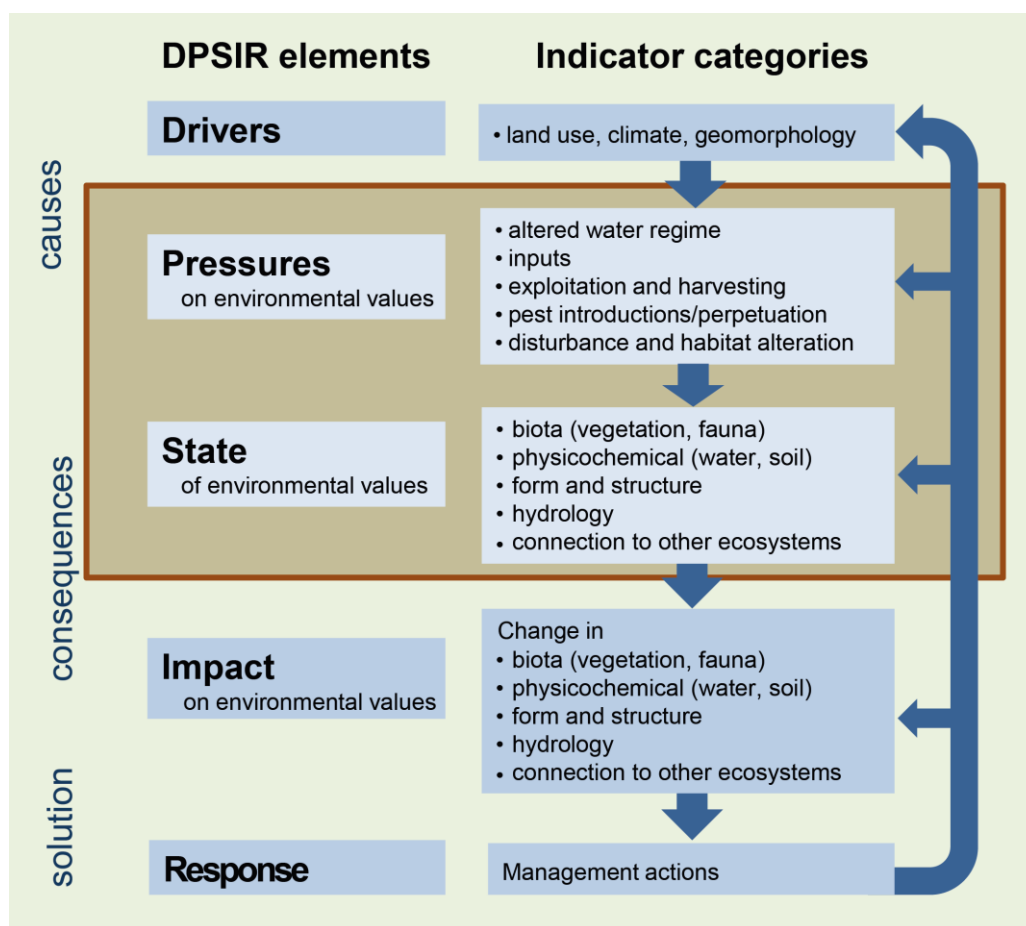 DPSIR elements
Indicator categories
causes
Drivers
• land use, climate, geomorphology
Pressures
on environmental values
• altered water regime
• inputs
• exploitation and harvesting
• pest introductions/perpetuation
• disturbance and habitat alteration
consequences
State
of environmental values
• biota (vegetation, fauna)
• physicochemical (water, soil)
• form and structure
• hydrology
• connection to other ecosystems
Impact
on environmental values
Change in
• biota (vegetation, fauna)
• physicochemical (water, soil)
• form and structure
• hydrology
• connection to other ecosystems
solution
Response
Management actions